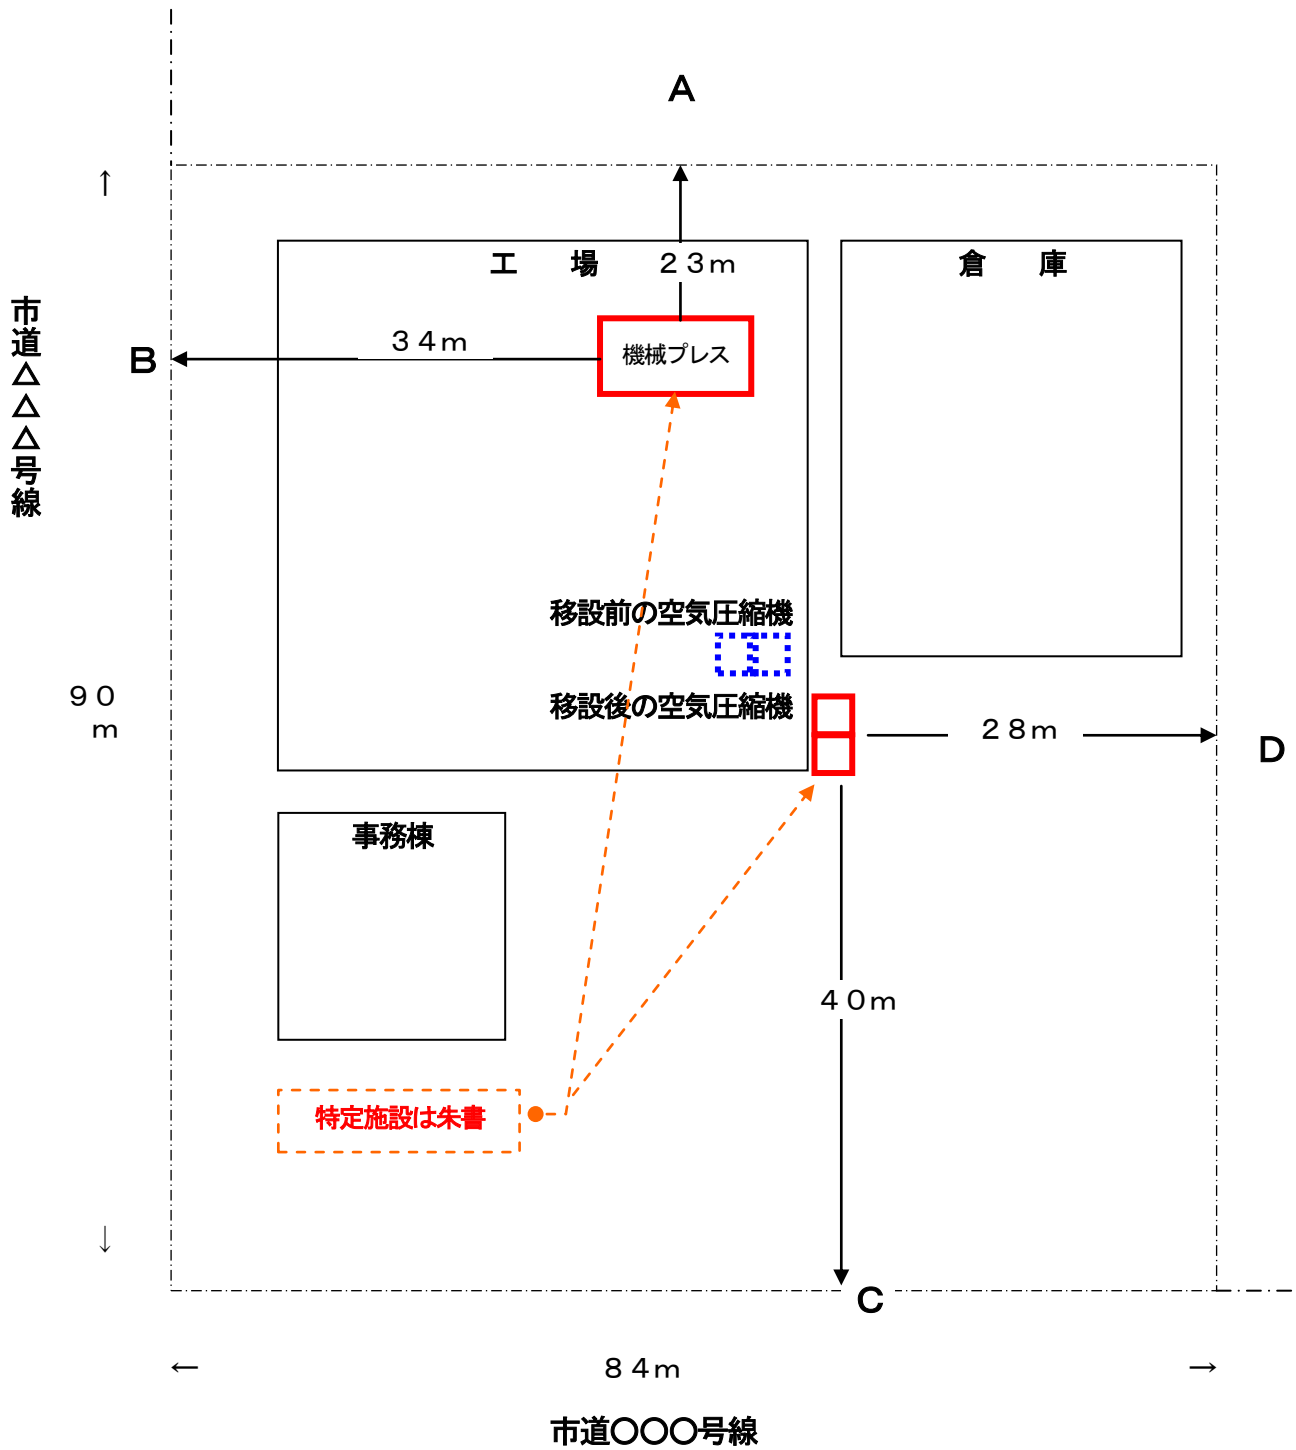 A
↑
工　　場
２３ｍ
倉　　庫
市道△△△号線
B
３４ｍ
機械プレス
移設前の空気圧縮機
９０
ｍ
移設後の空気圧縮機
２８ｍ
D
事務棟
４０ｍ
特定施設は朱書
↓
C
←
８４ｍ
→
市道〇〇〇号線